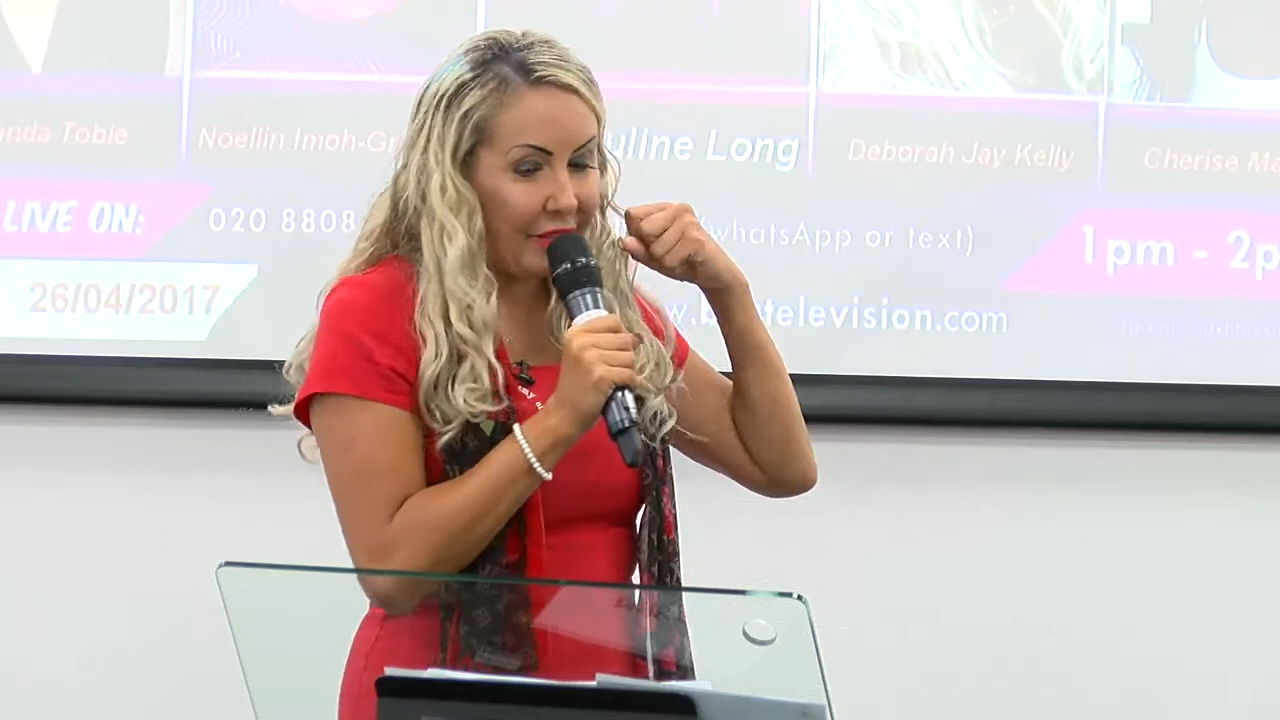 anda Tobie
Noellin Imoh-Gr
uline Long
Deborah Jay Kelly
Cherise Ma
LIVE ON:
020 8808
(whatsApp or text)
1pm - 2p
26/04/2017
television.com